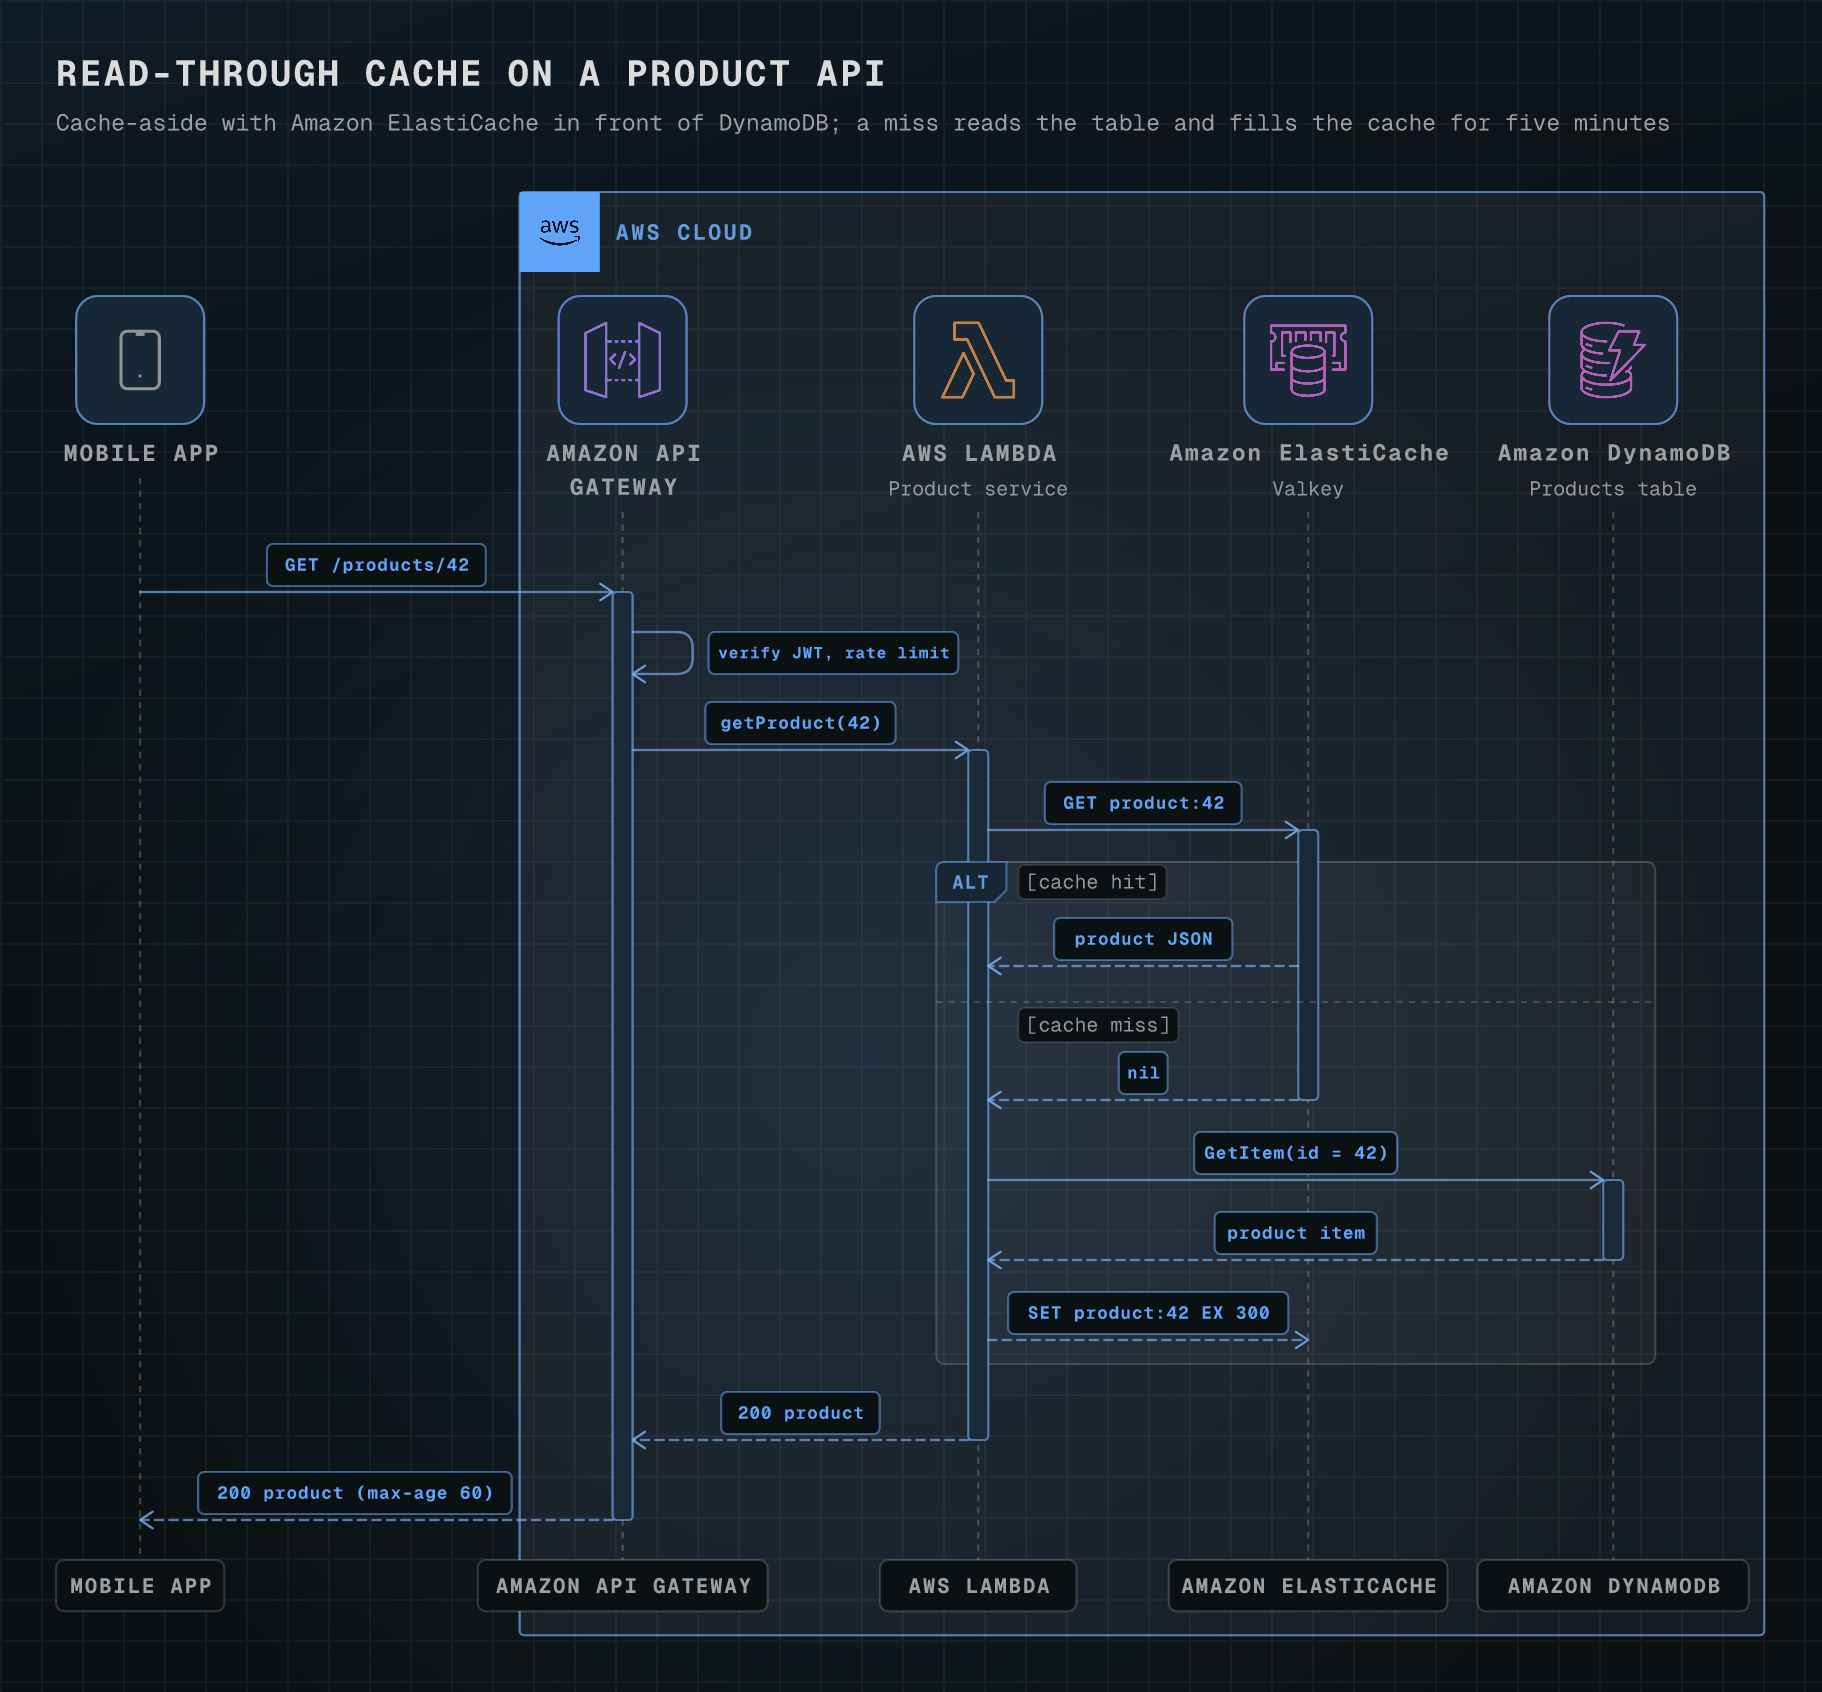 READ-THROUGH CACHE ON A PRODUCT API
Cache-aside with Amazon ElastiCache in front of DynamoDB; a miss reads the table and fills the cache for five minutes
aws
AWS CLOUD
</>
MOBILE APP
AMAZON API
GATEWAY
AWS LAMBDA
Product service
Amazon ElastiCache
Valkey
Amazon DynamoDB
Products table
GET /products/42
verify JWT, rate limit
getProduct(42)
GET product:42
ALT
[cache hit]
product JSON
[cache miss]
nil
GetItem(id = 42)
product item
SET product:42 EX 300
200 product
200 product (max-age 60)
MOBILE APP
AMAZON API GATEWAY
AWS LAMBDA
AMAZON ELASTICACHE
AMAZON DYNAMODB